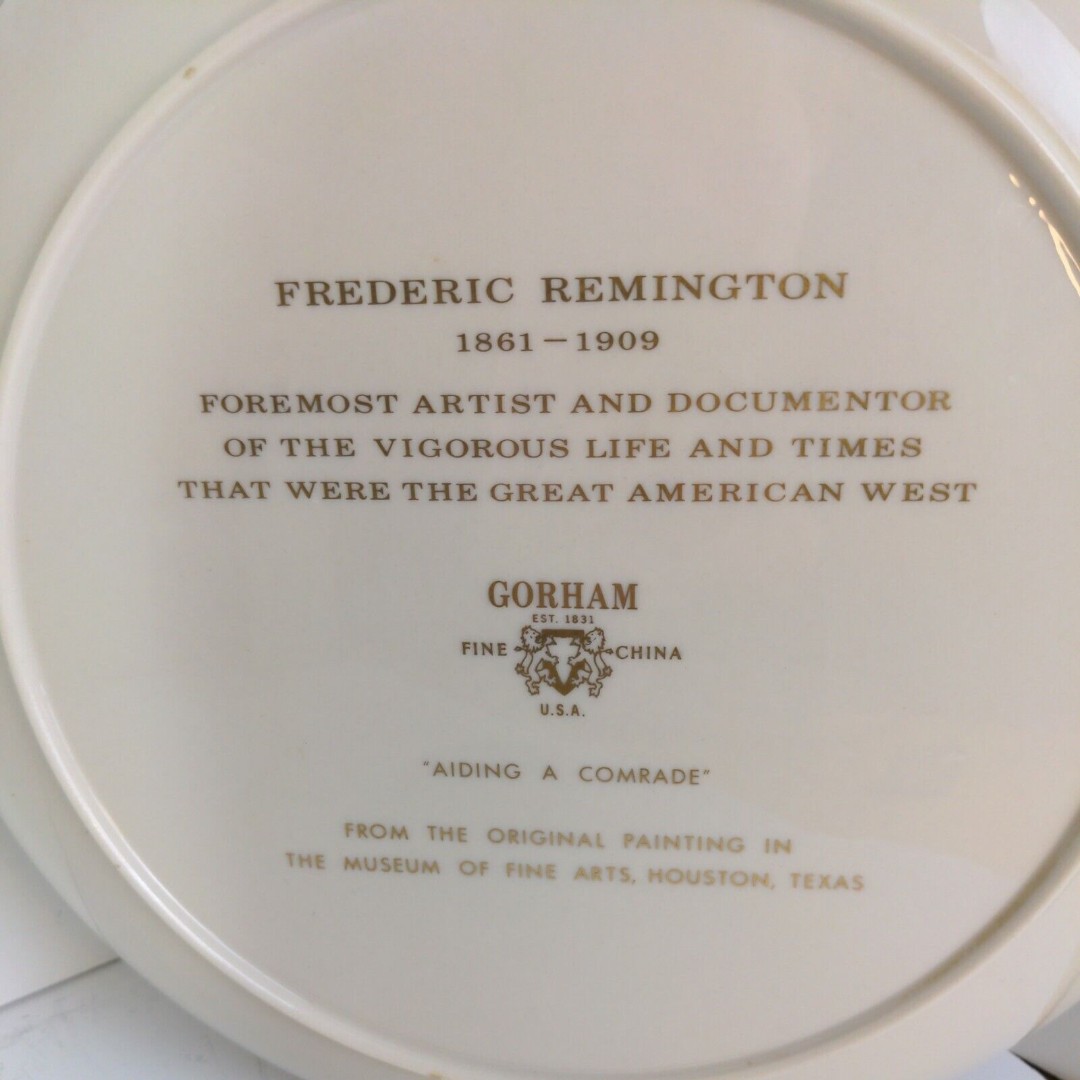 FREDERIC REMINGTON
1861–1909
FOREMOST ARTIST AND DOCUMENTOR
OF THE VIGOROUS LIFE AND TIMES
THAT WERE THE GREAT AMERICAN WEST
GORHAM
EST. 1831
FINE CHINA
U.S.A.
"AIDING A COMRADE"
FROM THE ORIGINAL PAINTING IN
THE MUSEUM OF FINE ARTS, HOUSTON, TEXAS